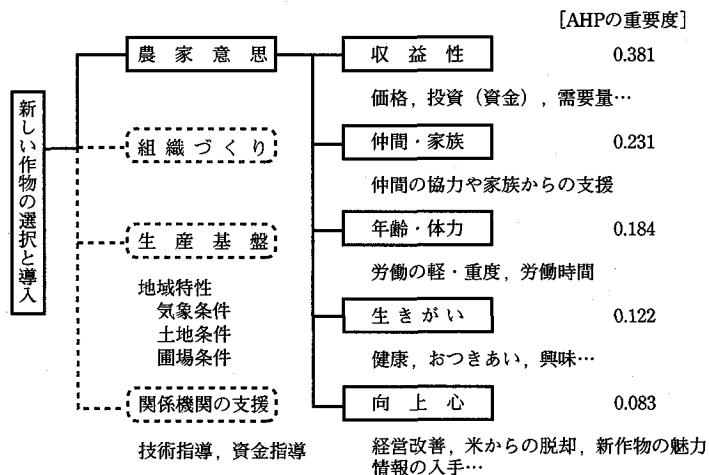 [AHPの重要度]
新しい作物の選択と導入
農家意思
組織づくり
生産基盤
地域特性
気象条件
土地条件
圃場条件
関係機関の支援
技術指導，資金指導
収益性 0.381
価格，投資（資金），需要量…
仲間・家族 0.231
仲間の協力や家族からの支援
年齢・体力 0.184
労働の軽・重度，労働時間
生きがい 0.122
健康，おつきあい，興味…
向上心 0.083
経営改善，米からの脱却，新作物の魅力
情報の入手…